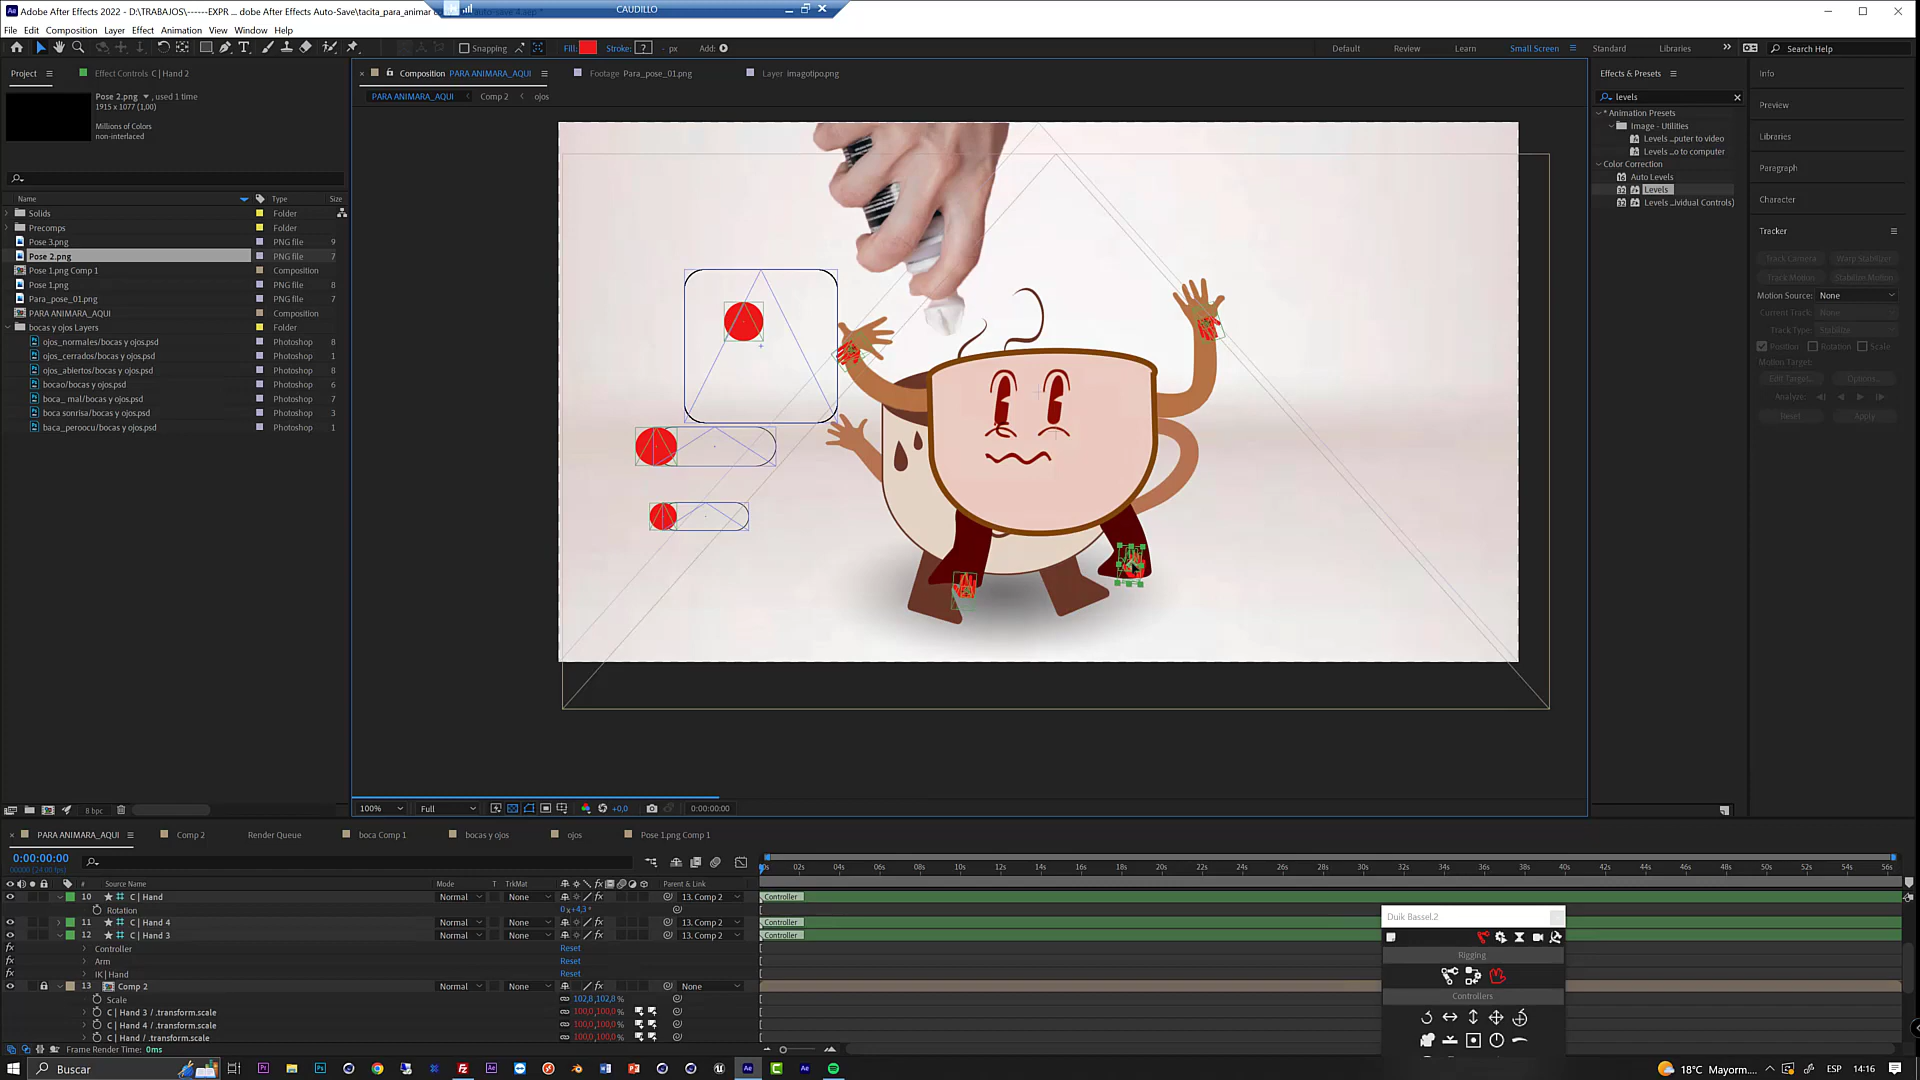 Adobe After Effects 2022 - D:\TRABAJOS\------EXPR ... dobe After Effects Auto-Save\tacita_para_animar
CAUDILLO
File Edit Composition Layer Effect Animation View Window Help
Snapping
Fill: Stroke: ? - px Add:
Default Review Learn Small Screen Standard Libraries
Search Help
Project
Effect Controls C | Hand 2
Composition PARA ANIMARA_AQUI
Footage Para_pose_01.png
Layer imagotipo.png
Effects & Presets
Info
Pose 2.png , used 1 time
1915 x 1077 (1,00)
Millions of Colors
non-interlaced
PARA ANIMARA_AQUI Comp 2 ojos
levels
Preview
* Animation Presets
Image - Utilities
Levels ...puter to video
Levels ...o to computer
Color Correction
Auto Levels
Levels
Levels ...ividual Controls)
Libraries
Paragraph
Character
Tracker
Name Type Size
Solids Folder
Precomps Folder
Pose 3.png PNG file 9
Pose 2.png PNG file 7
Pose 1.png Comp 1 Composition
Pose 1.png PNG file 8
Para_pose_01.png PNG file 7
PARA ANIMARA_AQUI Composition
bocas y ojos Layers Folder
ojos_normales/bocas y ojos.psd Photoshop 8
ojos_cerrados/bocas y ojos.psd Photoshop 1
ojos_abiertos/bocas y ojos.psd Photoshop 8
bocao/bocas y ojos.psd Photoshop 6
boca_ mal/bocas y ojos.psd Photoshop 7
boca sonrisa/bocas y ojos.psd Photoshop 3
baca_peroocu/bocas y ojos.psd Photoshop 1
Track Camera Warp Stabilizer
Track Motion Stabilize Motion
Motion Source: None
Current Track: None
Track Type: Stabilize
Position Rotation Scale
Motion Target:
Edit Target... Options...
Analyze:
Reset Apply
8 bpc
100% Full +0,0 0:00:00:00
PARA ANIMARA_AQUI Comp 2 Render Queue boca Comp 1 bocas y ojos ojos Pose 1.png Comp 1
0:00:00:00
02s 04s 06s 08s 10s 12s 14s 16s 18s 20s 22s 24s 26s 28s 30s 32s 34s 36s 38s 40s 42s 44s 46s 48s 50s 52s 54s 56s
# Source Name Mode T TrkMat Parent & Link
10 C | Hand Normal None 13. Comp 2 Controller
Rotation 0x+4,3°
11 C | Hand 4 Normal None 13. Comp 2 Controller
12 C | Hand 3 Normal None 13. Comp 2 Controller
Controller Reset
Arm Reset
IK | Hand Reset
13 Comp 2 Normal None None
Scale 102,8,102,8%
C | Hand 3 / .transform.scale 100,0,100,0%
C | Hand 4 / .transform.scale 100,0,100,0%
C | Hand / .transform.scale 100,0,100,0%
Frame Render Time: 0ms
Duik Bassel.2
Rigging
Controllers
Buscar
18°C Mayorm... ESP 14:16